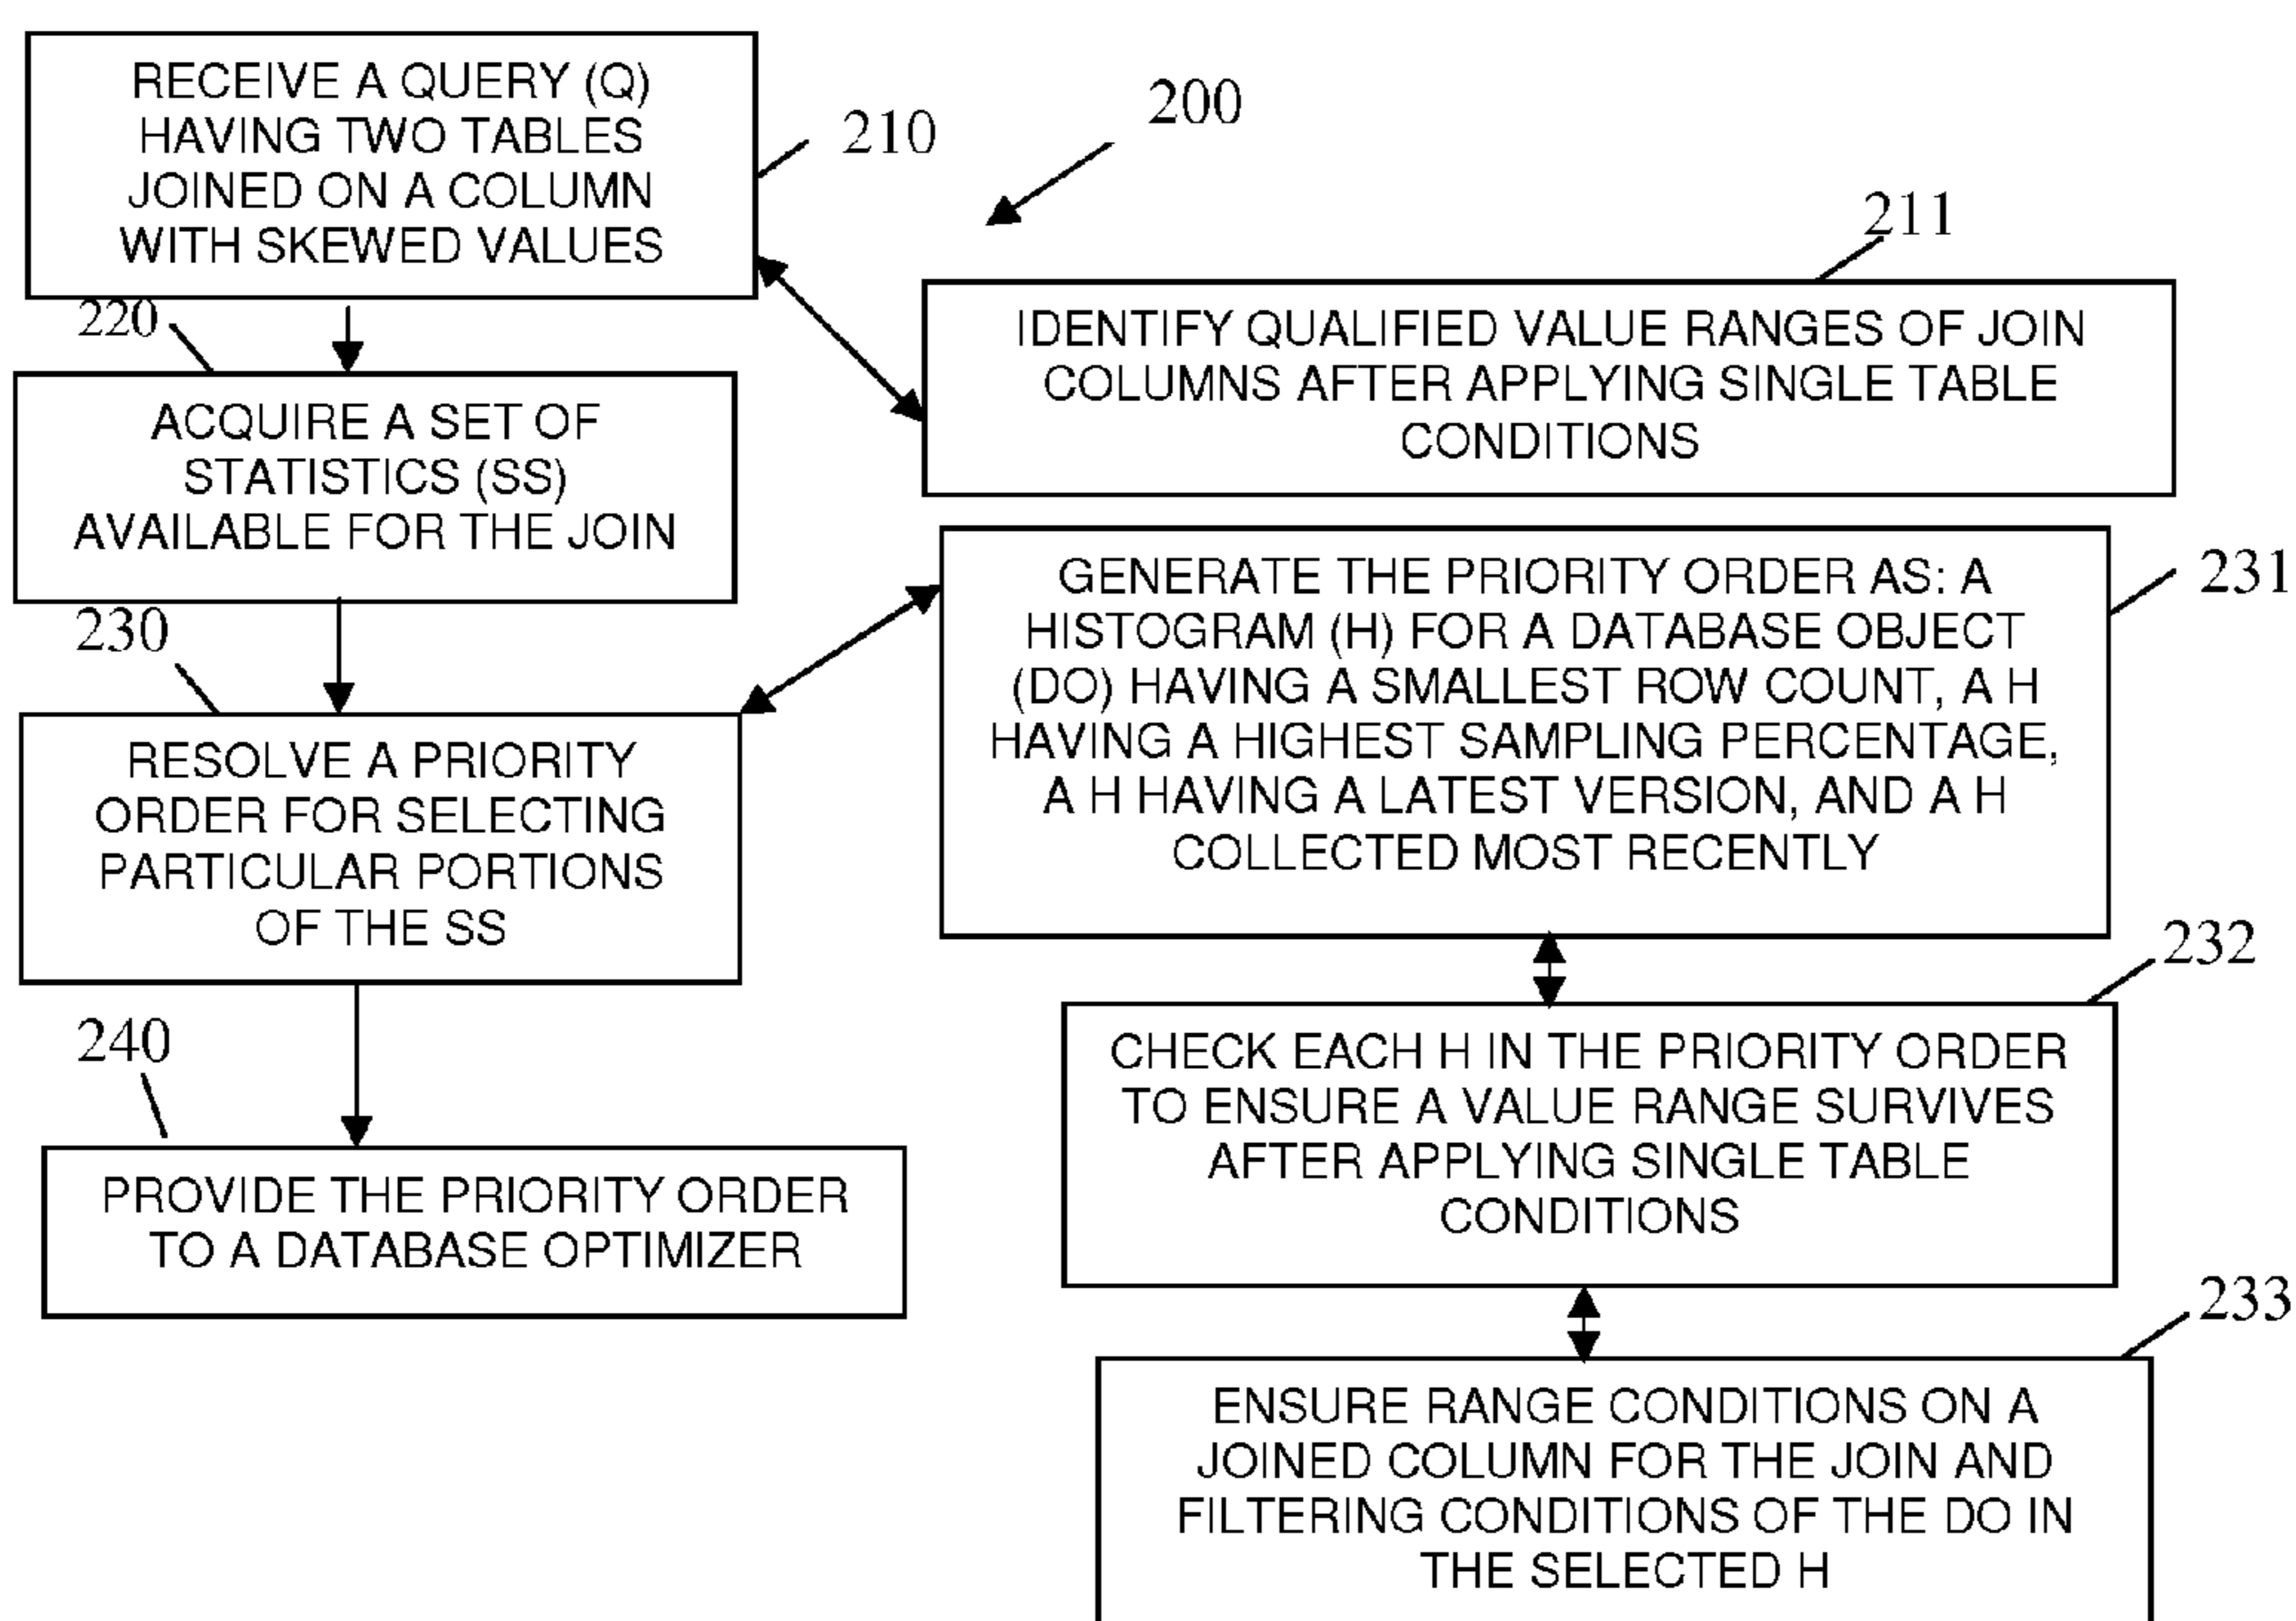 RECEIVE A QUERY (Q)
HAVING TWO TABLES
JOINED ON A COLUMN
WITH SKEWED VALUES
210
200
211
IDENTIFY QUALIFIED VALUE RANGES OF JOIN
COLUMNS AFTER APPLYING SINGLE TABLE
CONDITIONS
220
ACQUIRE A SET OF
STATISTICS (SS)
AVAILABLE FOR THE JOIN
231
GENERATE THE PRIORITY ORDER AS: A
HISTOGRAM (H) FOR A DATABASE OBJECT
(DO) HAVING A SMALLEST ROW COUNT, A H
HAVING A HIGHEST SAMPLING PERCENTAGE,
A H HAVING A LATEST VERSION, AND A H
COLLECTED MOST RECENTLY
230
RESOLVE A PRIORITY
ORDER FOR SELECTING
PARTICULAR PORTIONS
OF THE SS
232
CHECK EACH H IN THE PRIORITY ORDER
TO ENSURE A VALUE RANGE SURVIVES
AFTER APPLYING SINGLE TABLE
CONDITIONS
240
PROVIDE THE PRIORITY ORDER
TO A DATABASE OPTIMIZER
233
ENSURE RANGE CONDITIONS ON A
JOINED COLUMN FOR THE JOIN AND
FILTERING CONDITIONS OF THE DO IN
THE SELECTED H